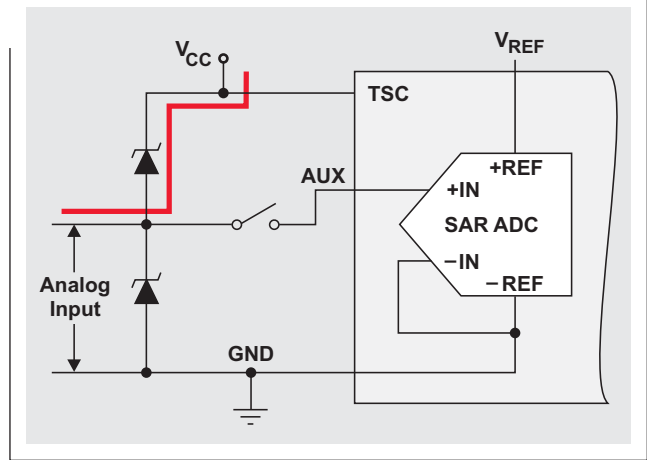 VCC
VREF
TSC
+REF
AUX
+IN
SAR ADC
–IN
–REF
Analog
Input
GND